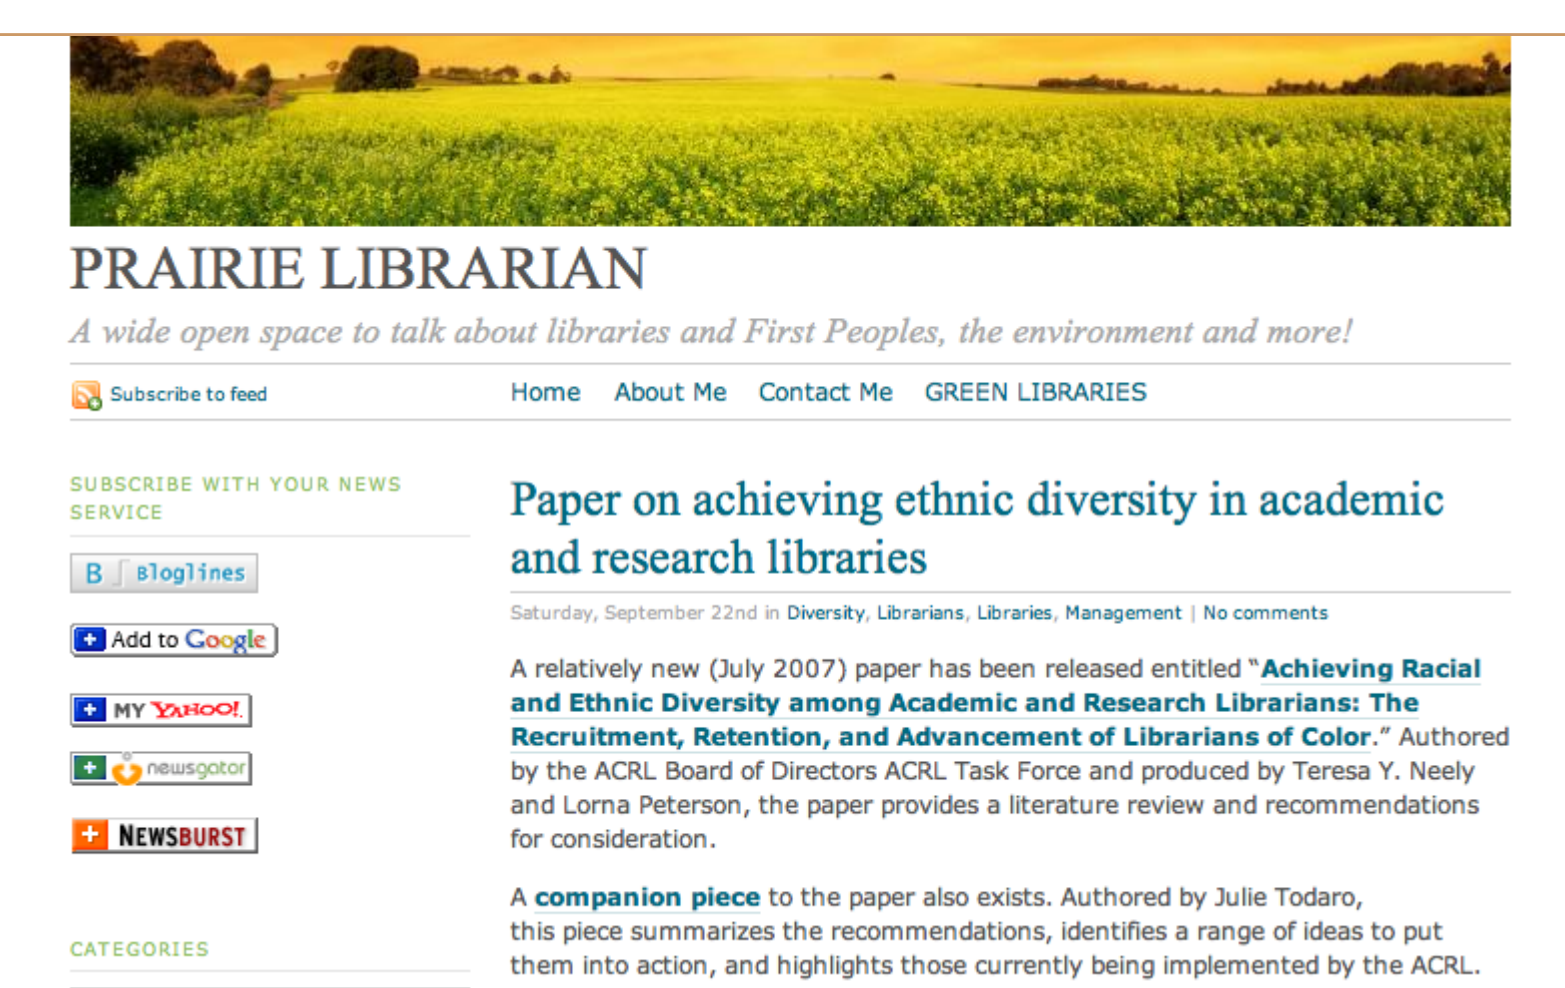 PRAIRIE LIBRARIAN
A wide open space to talk about libraries and First Peoples, the environment and more!
Subscribe to feed
Home About Me Contact Me GREEN LIBRARIES
SUBSCRIBE WITH YOUR NEWS
SERVICE
B Bloglines
+ Add to Google
+ MY YAHOO!.
+ newsgator
+ NEWSBURST
CATEGORIES
Paper on achieving ethnic diversity in academic
and research libraries
Saturday, September 22nd in Diversity, Librarians, Libraries, Management | No comments
A relatively new (July 2007) paper has been released entitled “Achieving Racial
and Ethnic Diversity among Academic and Research Librarians: The
Recruitment, Retention, and Advancement of Librarians of Color.” Authored
by the ACRL Board of Directors ACRL Task Force and produced by Teresa Y. Neely
and Lorna Peterson, the paper provides a literature review and recommendations
for consideration.
A companion piece to the paper also exists. Authored by Julie Todaro,
this piece summarizes the recommendations, identifies a range of ideas to put
them into action, and highlights those currently being implemented by the ACRL.